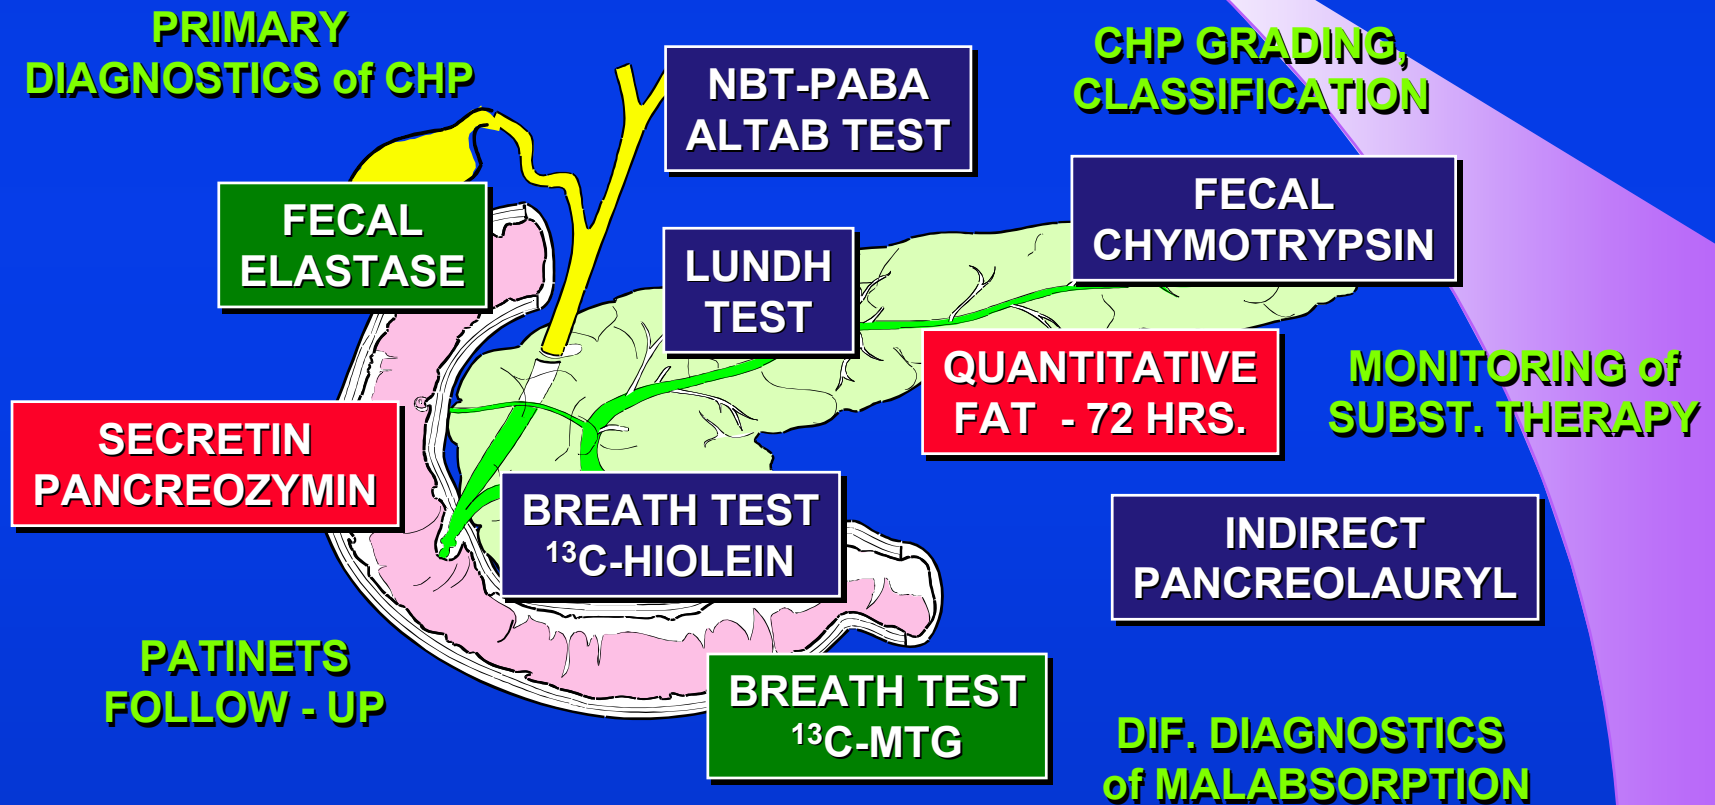 PRIMARY
DIAGNOSTICS of CHP
NBT-PABA
ALTAB TEST
CHP GRADING,
CLASSIFICATION
FECAL
ELASTASE
LUNDH
TEST
FECAL
CHYMOTRYPSIN
QUANTITATIVE
FAT - 72 HRS.
MONITORING of
SUBST. THERAPY
SECRETIN
PANCREOZYMIN
BREATH TEST
¹³C-HIOLEIN
INDIRECT
PANCREOLAURYL
PATINETS
FOLLOW - UP
BREATH TEST
¹³C-MTG
DIF. DIAGNOSTICS
of MALABSORPTION